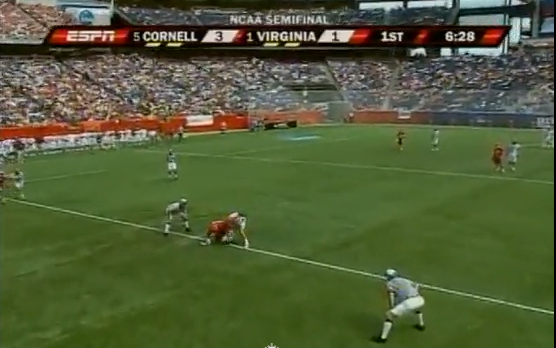 NCAA SEMIFINAL
ESPN 5 CORNELL 3 1 VIRGINIA 1 1ST 6:28